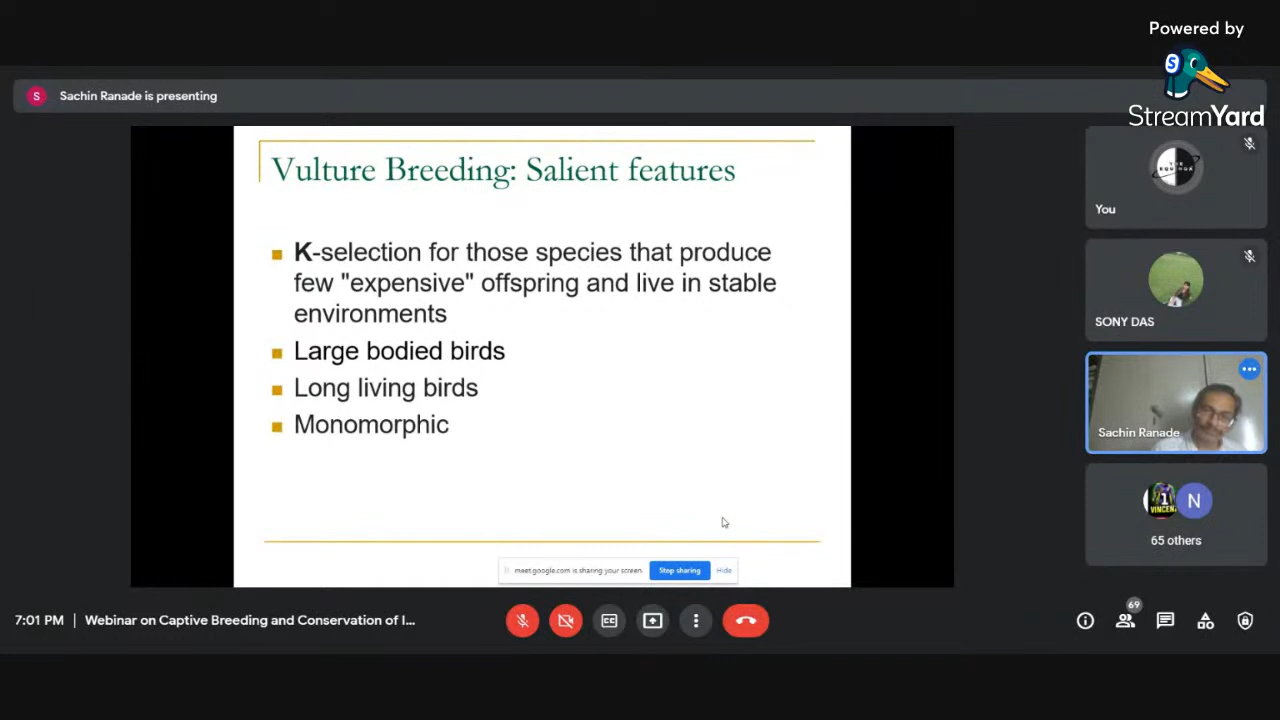 Powered by
StreamYard
S
S
Sachin Ranade is presenting
Vulture Breeding: Salient features
K-selection for those species that produce
few "expensive" offspring and live in stable
environments
Large bodied birds
Long living birds
Monomorphic
meet.google.com is sharing your screen.
Stop sharing
Hide
You
SONY DAS
Sachin Ranade
1
VINCEN
N
65 others
7:01 PM | Webinar on Captive Breeding and Conservation of I...
CC
69